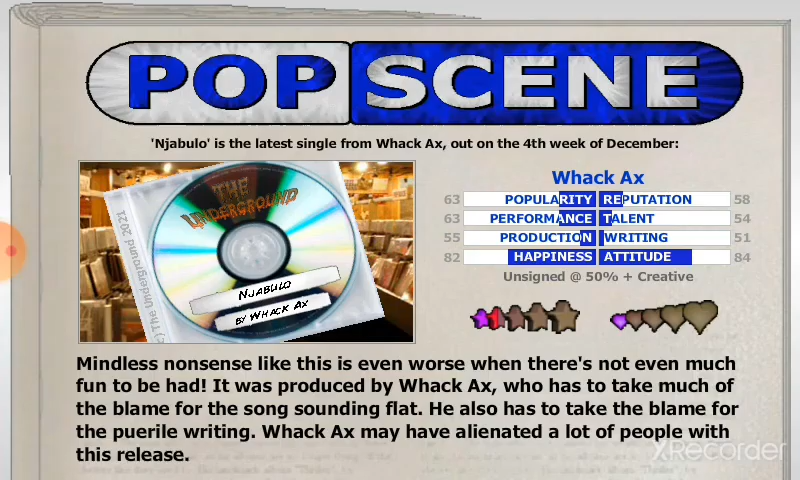 POP SCENE
'Njabulo' is the latest single from Whack Ax, out on the 4th week of December:
THE
UNDERGROUND
(c) The Underground 2021
NJABULO
BY WHACK AX
Whack Ax
63 POPULARITY REPUTATION 58
63 PERFORMANCE TALENT 54
55 PRODUCTION WRITING 51
82 HAPPINESS ATTITUDE 84
Unsigned @ 50% + Creative
Mindless nonsense like this is even worse when there's not even much
fun to be had! It was produced by Whack Ax, who has to take much of
the blame for the song sounding flat. He also has to take the blame for
the puerile writing. Whack Ax may have alienated a lot of people with
this release.
XRecorder